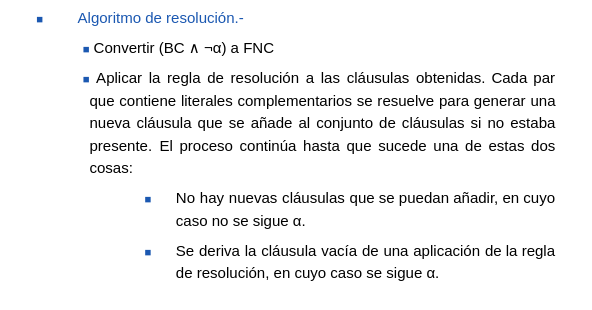 ▪ Algoritmo de resolución.-
▪ Convertir (BC ∧ ¬α) a FNC
▪ Aplicar la regla de resolución a las cláusulas obtenidas. Cada par
que contiene literales complementarios se resuelve para generar una
nueva cláusula que se añade al conjunto de cláusulas si no estaba
presente. El proceso continúa hasta que sucede una de estas dos
cosas:
▪ No hay nuevas cláusulas que se puedan añadir, en cuyo
caso no se sigue α.
▪ Se deriva la cláusula vacía de una aplicación de la regla
de resolución, en cuyo caso se sigue α.